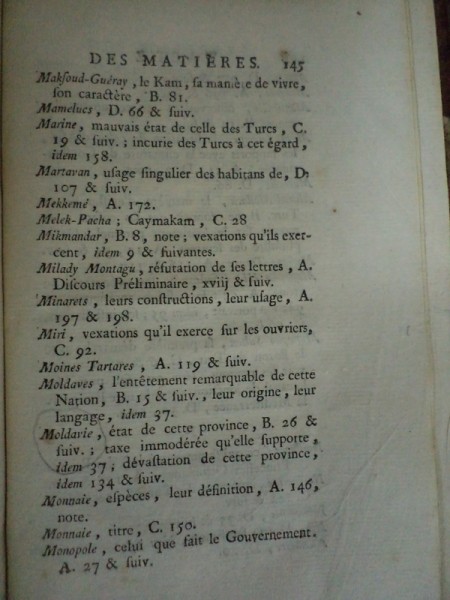 DES MATIÈRES. 145
Makſoud-Guéray, le Kam, ſa manière de vivre,
ſon caractère, B. 81.
Mamelucs, D. 66 & ſuiv.
Marine, mauvais état de celle des Turcs, C.
19 & ſuiv. ; incurie des Turcs à cet égard,
idem 158.
Martavan, uſage ſingulier des habitans de, D.
107 & ſuiv.
Mekkemé, A. 172.
Melek-Pacha ; Caymakam, C. 28
Mikmandar, B. 8, note ; vexations qu'ils exer-
cent, idem 9 & ſuivantes.
Milady Montagu, réfutation de ſes lettres, A.
Diſcours Préliminaire, xviij & ſuiv.
Minarets, leurs conſtructions, leur uſage, A.
197 & 198.
Miri, vexations qu'il exerce ſur les ouvriers,
C. 92.
Moines Tartares, A. 119 & ſuiv.
Moldaves, l'entêtement remarquable de cette
Nation, B. 15 & ſuiv., leur origine, leur
langage, idem 37.
Moldavie, état de cette province, B. 26 &
ſuiv. ; taxe immodérée qu'elle ſuppotte,
idem 37 ; dévaſtation de cette province,
idem 134 & ſuiv.
Monnaie, eſpèces, leur définition, A. 146,
note.
Monnaie, titre, C. 150.
Monopole, celui que fait le Gouvernement.
A. 27 & ſuiv.